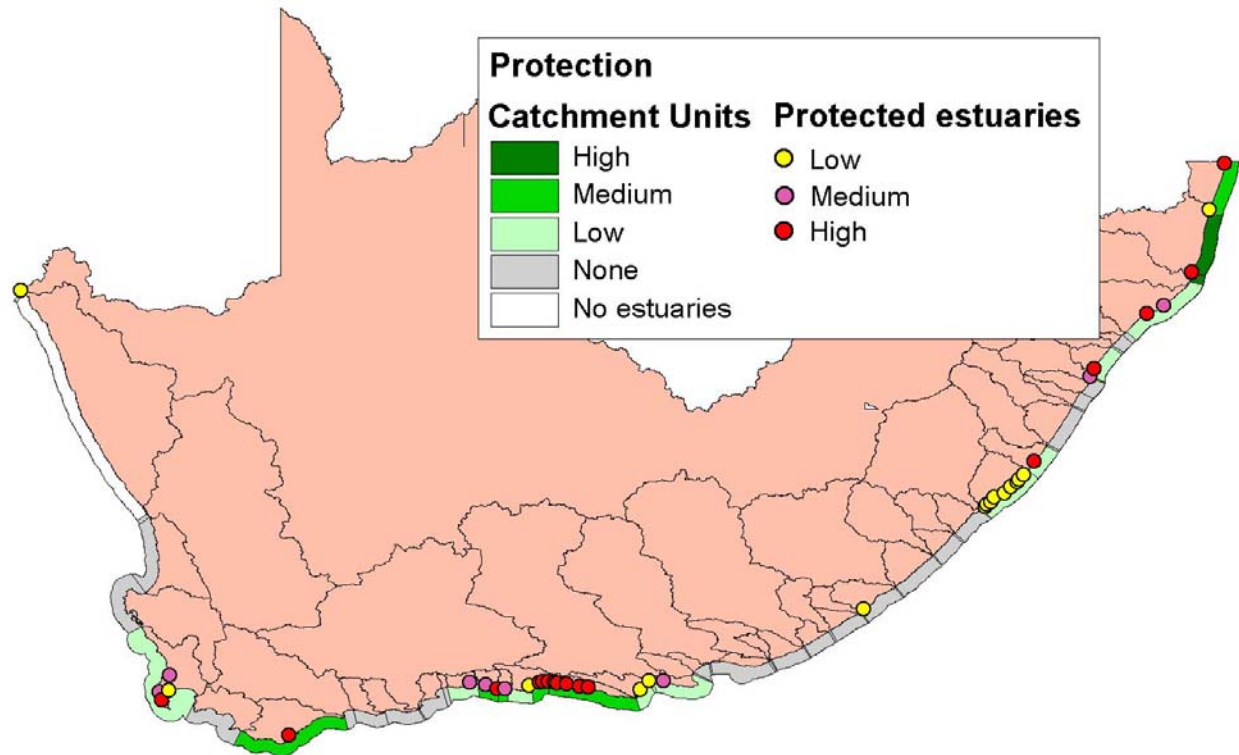 Protection
Catchment Units
High
Medium
Low
None
No estuaries
Protected estuaries
Low
Medium
High